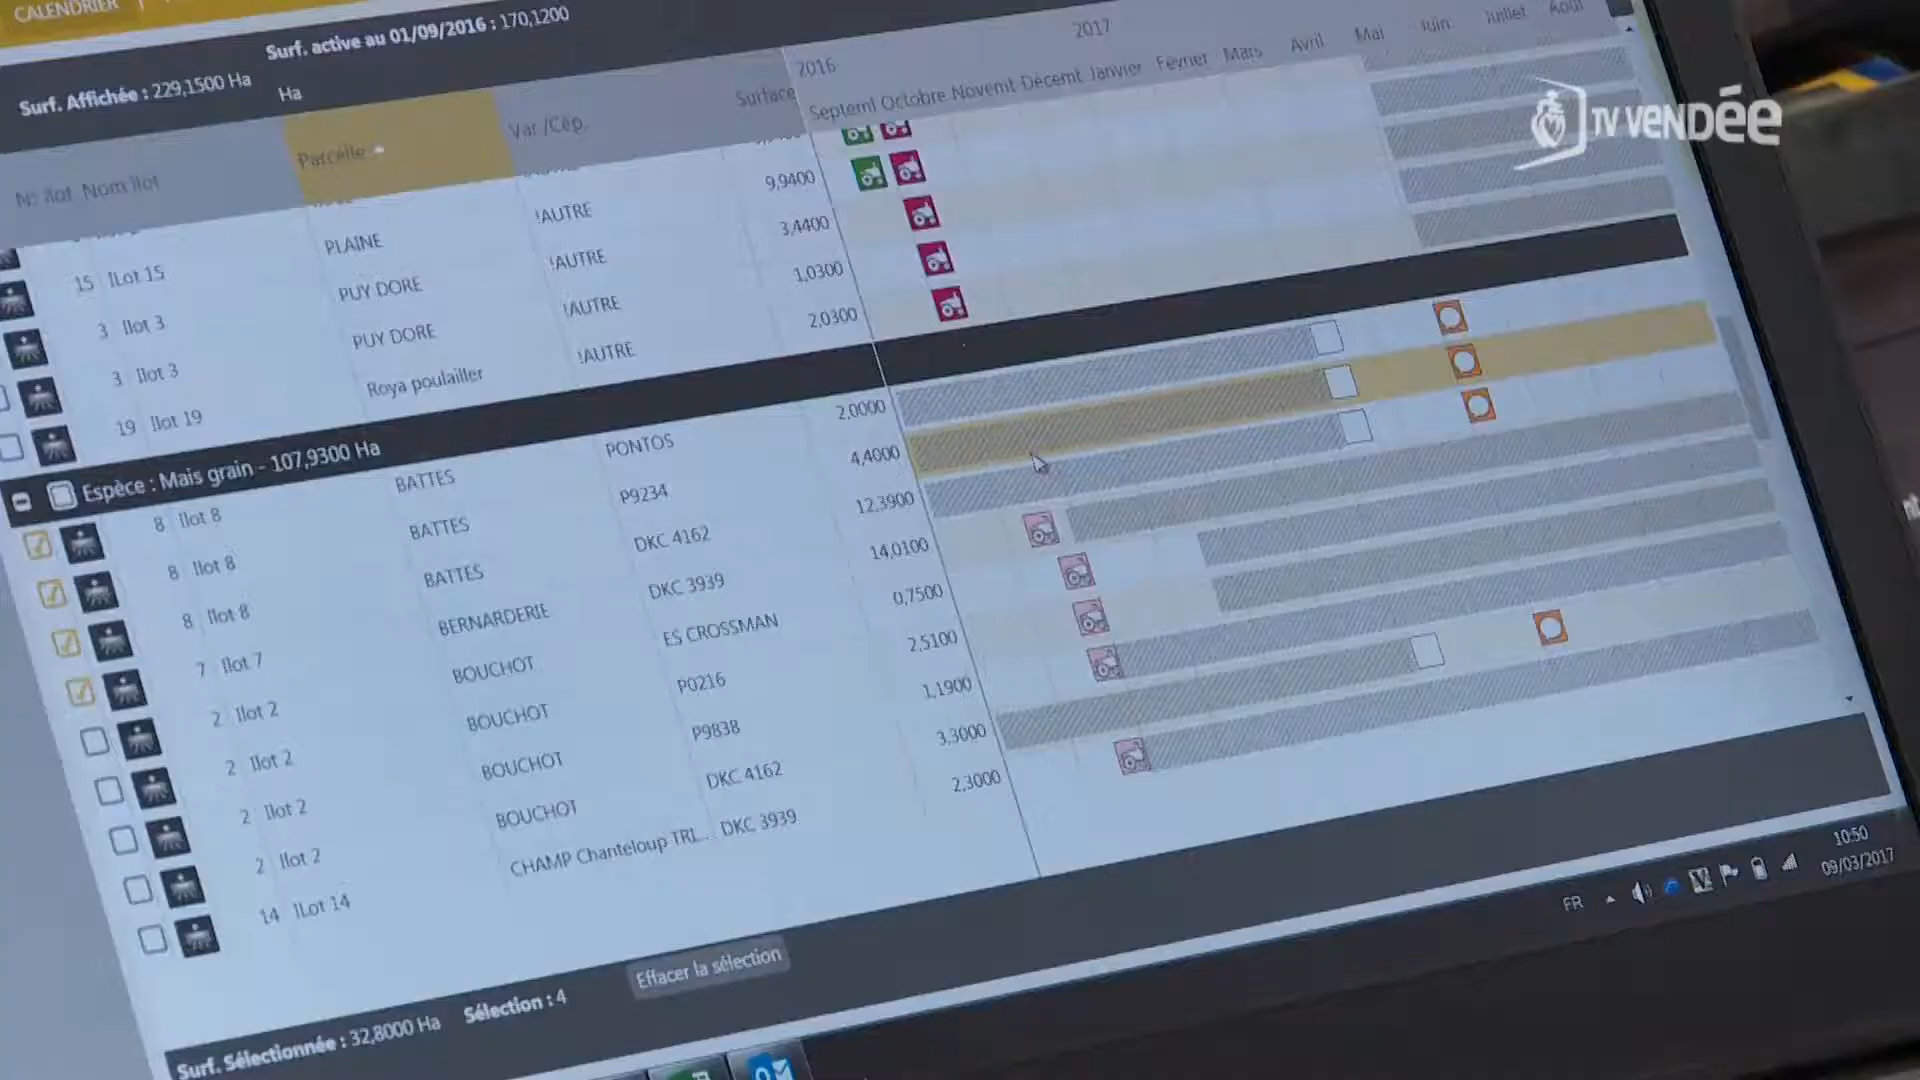 CALENDRIER
Surf. Affichée : 229,1500 Ha
Surf. active au 01/09/2016 : 170,1200 Ha
N° îlot Nom îlot Parcelle Var./Cép. Surface
2016 2017
Septeml Octobre Novemt Décemt Janvier Février Mars Avril Mai Juin Juillet Août
TV VENDÉE
PLAINE !AUTRE 9,9400
15 ILot 15 PUY DORE !AUTRE 3,4400
3 Ilot 3 PUY DORE !AUTRE 1,0300
3 Ilot 3 Roya poulailler !AUTRE 2,0300
19 Ilot 19
Espèce : Mais grain - 107,9300 Ha
8 Ilot 8 BATTES PONTOS 2,0000
8 Ilot 8 BATTES P9234 4,4000
8 Ilot 8 BATTES DKC 4162 12,3900
7 Ilot 7 BERNARDERIE DKC 3939 14,0100
2 Ilot 2 BOUCHOT ES CROSSMAN 0,7500
2 Ilot 2 BOUCHOT P0216 2,5100
2 Ilot 2 BOUCHOT P9838 1,1900
2 Ilot 2 BOUCHOT DKC 4162 3,3000
14 ILot 14 CHAMP Chanteloup TRL... DKC 3939 2,3000
Surf. Sélectionnée : 32,8000 Ha Sélection : 4 Effacer la sélection
FR 10:50
09/03/2017